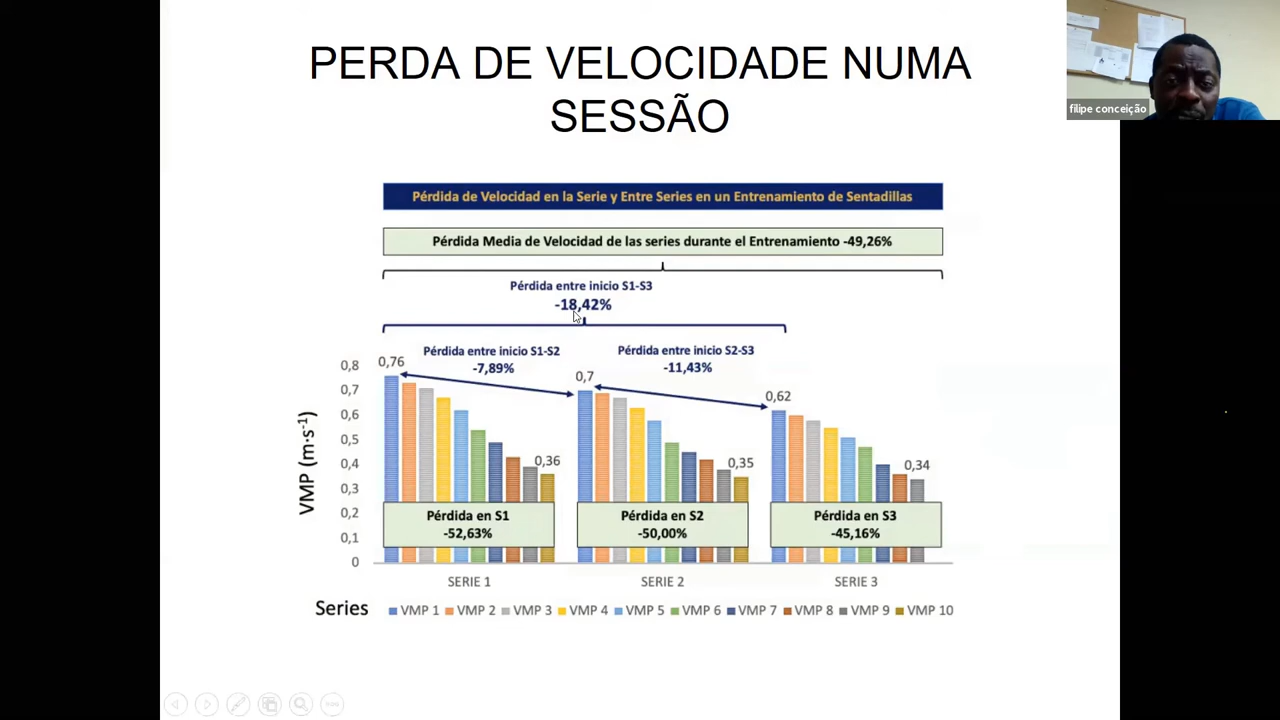 PERDA DE VELOCIDADE NUMA
SESSÃO
filipe conceição
Pérdida de Velocidad en la Serie y Entre Series en un Entrenamiento de Sentadillas
Pérdida Media de Velocidad de las series durante el Entrenamiento -49,26%
Pérdida entre inicio S1-S3
-18,42%
Pérdida entre inicio S1-S2
-7,89%
Pérdida entre inicio S2-S3
-11,43%
VMP (m·s-1)
0,8
0,7
0,6
0,5
0,4
0,3
0,2
0,1
0
0,76
0,36
0,7
0,35
0,62
0,34
Pérdida en S1
-52,63%
Pérdida en S2
-50,00%
Pérdida en S3
-45,16%
SERIE 1 SERIE 2 SERIE 3
Series VMP 1 VMP 2 VMP 3 VMP 4 VMP 5 VMP 6 VMP 7 VMP 8 VMP 9 VMP 10